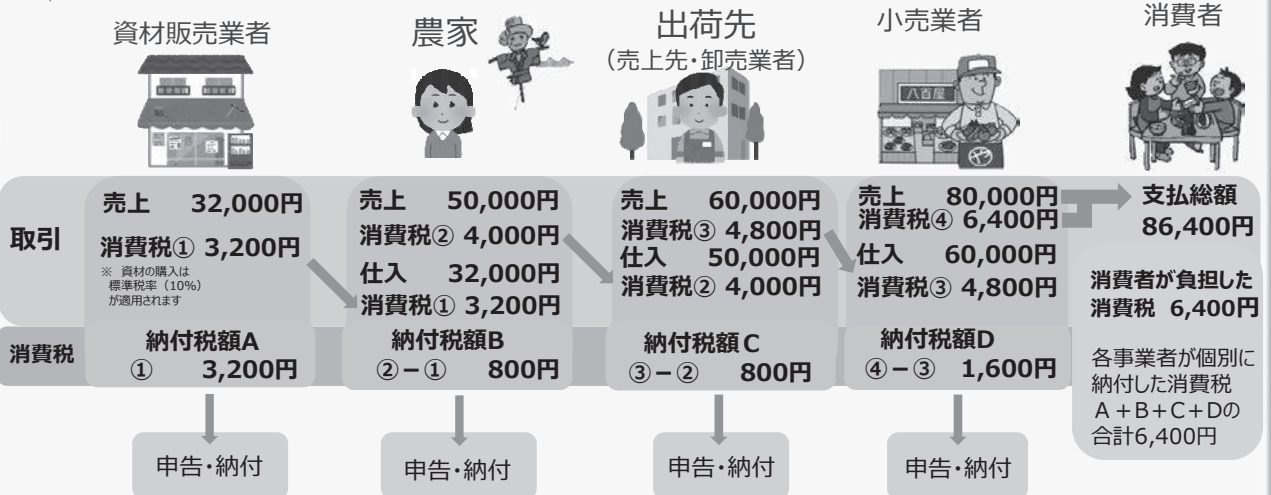 資材販売業者
農家
出荷先
(売上先・卸売業者)
小売業者
八百屋
消費者
取引
売上 32,000円
消費税① 3,200円
※ 資材の購入は
標準税率（10%）
が適用されます
売上 50,000円
消費税② 4,000円
仕入 32,000円
消費税① 3,200円
売上 60,000円
消費税③ 4,800円
仕入 50,000円
消費税② 4,000円
売上 80,000円
消費税④ 6,400円
仕入 60,000円
消費税③ 4,800円
支払総額
86,400円
消費者が負担した
消費税 6,400円
各事業者が個別に
納付した消費税
A＋B＋C＋Dの
合計6,400円
消費税
納付税額A
① 3,200円
納付税額B
②－① 800円
納付税額C
③－② 800円
納付税額D
④－③ 1,600円
申告・納付
申告・納付
申告・納付
申告・納付